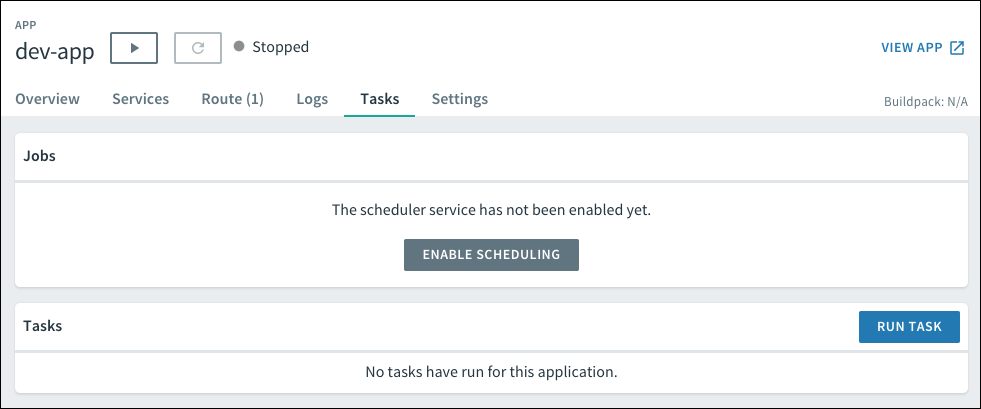 APP
dev-app
Stopped
VIEW APP
Overview Services Route (1) Logs Tasks Settings
Buildpack: N/A
Jobs
The scheduler service has not been enabled yet.
ENABLE SCHEDULING
Tasks
RUN TASK
No tasks have run for this application.